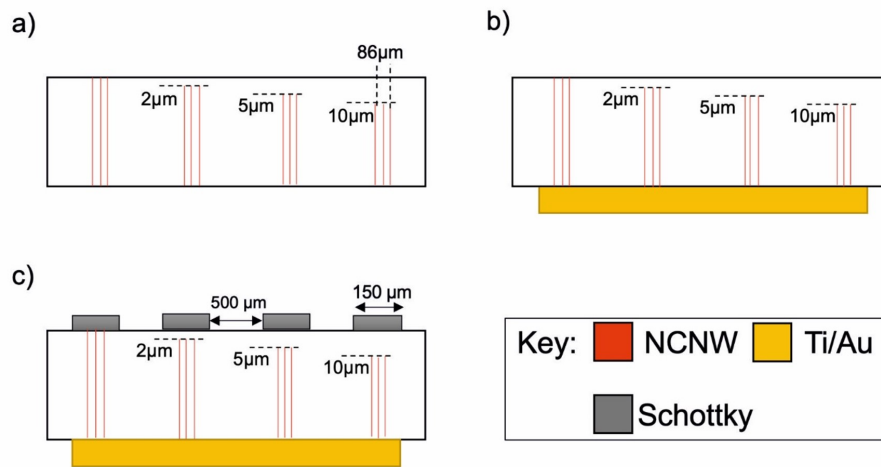 a)
86µm
2µm
5µm
10µm
b)
2µm
5µm
10µm
c)
500 µm
150 µm
2µm
5µm
10µm
Key: NCNW Ti/Au
Schottky